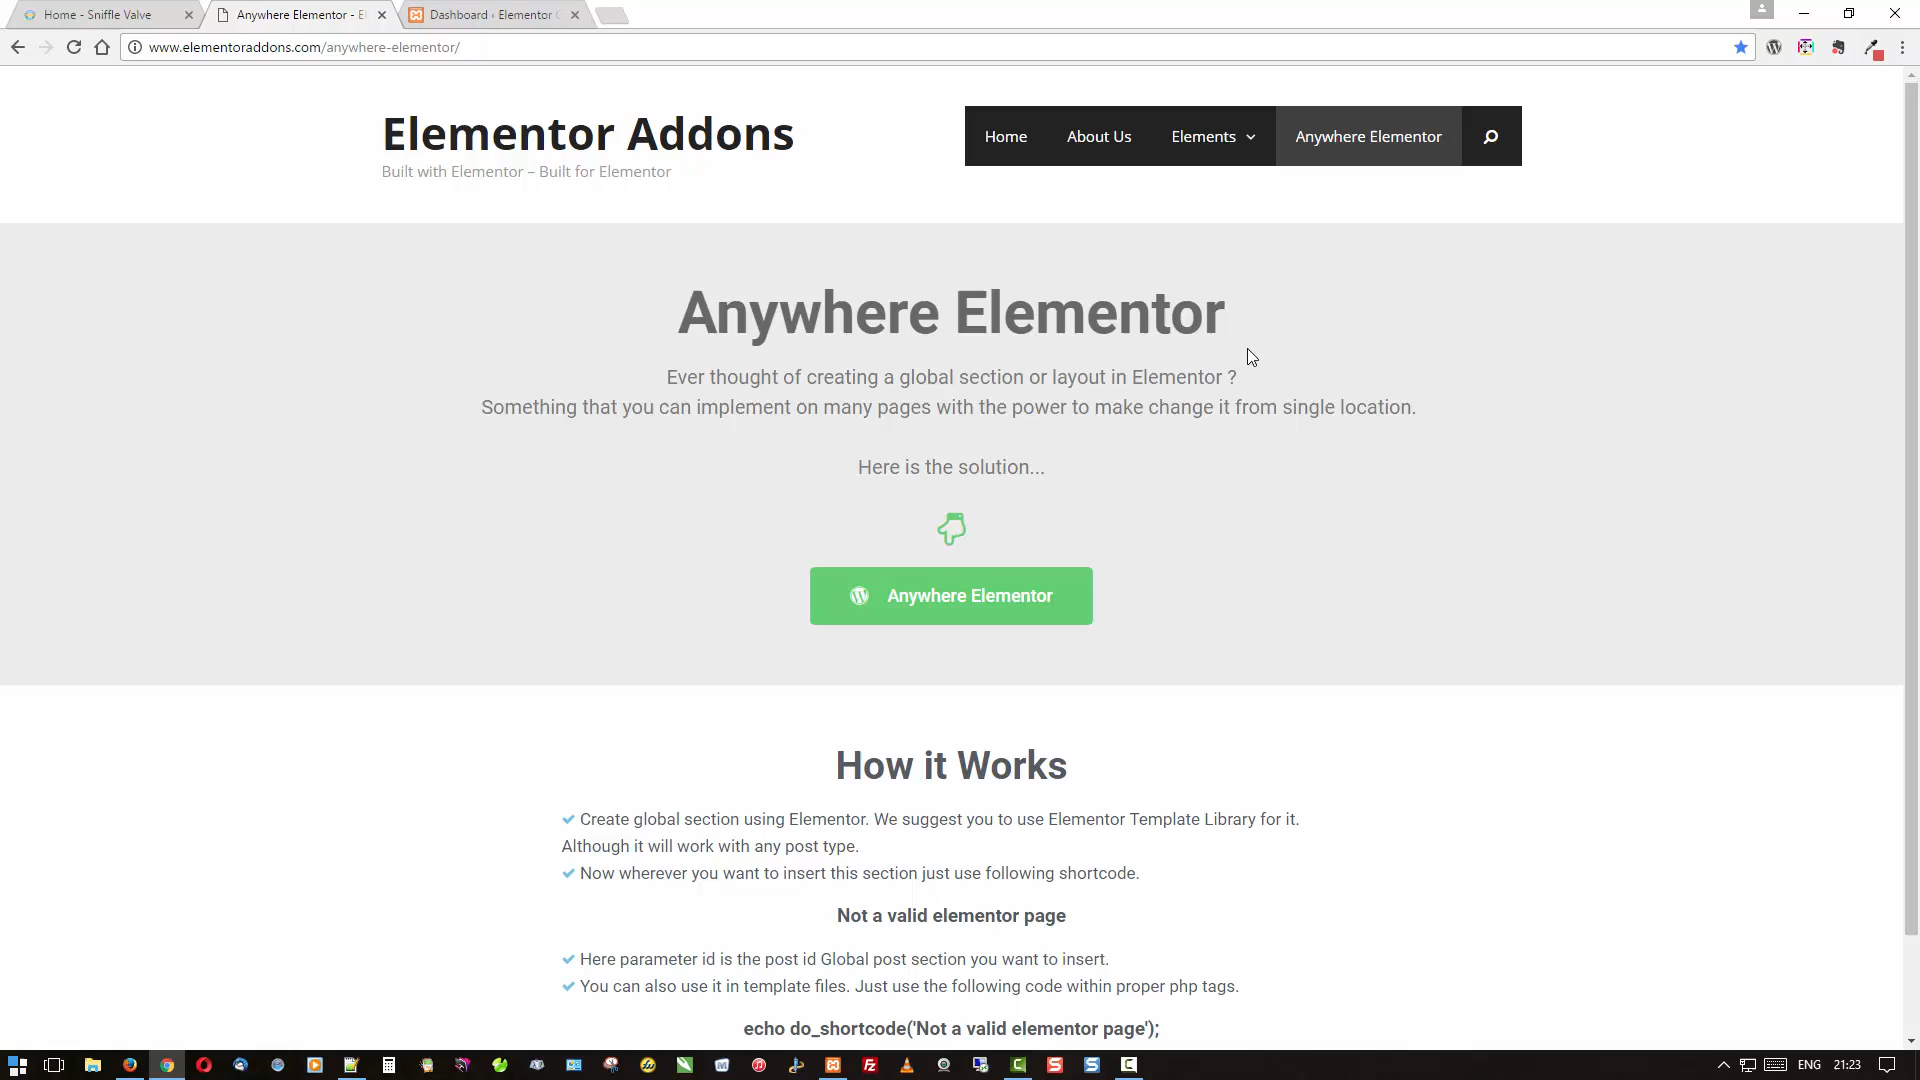 Home - Sniffle Valve
Anywhere Elementor - E
Dashboard ‹ Elementor
www.elementoraddons.com/anywhere-elementor/
Elementor Addons
Built with Elementor – Built for Elementor
Home
About Us
Elements
Anywhere Elementor
Anywhere Elementor
Ever thought of creating a global section or layout in Elementor ?
Something that you can implement on many pages with the power to make change it from single location.
Here is the solution...
Anywhere Elementor
How it Works
Create global section using Elementor. We suggest you to use Elementor Template Library for it.
Although it will work with any post type.
Now wherever you want to insert this section just use following shortcode.
Not a valid elementor page
Here parameter id is the post id Global post section you want to insert.
You can also use it in template files. Just use the following code within proper php tags.
echo do_shortcode('Not a valid elementor page');
ENG
21:23